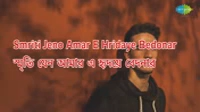 Smriti Jeno Amar E Hridaye Bedonar
স্মৃতি যেন আমার এ হৃদয়ে বেদনার